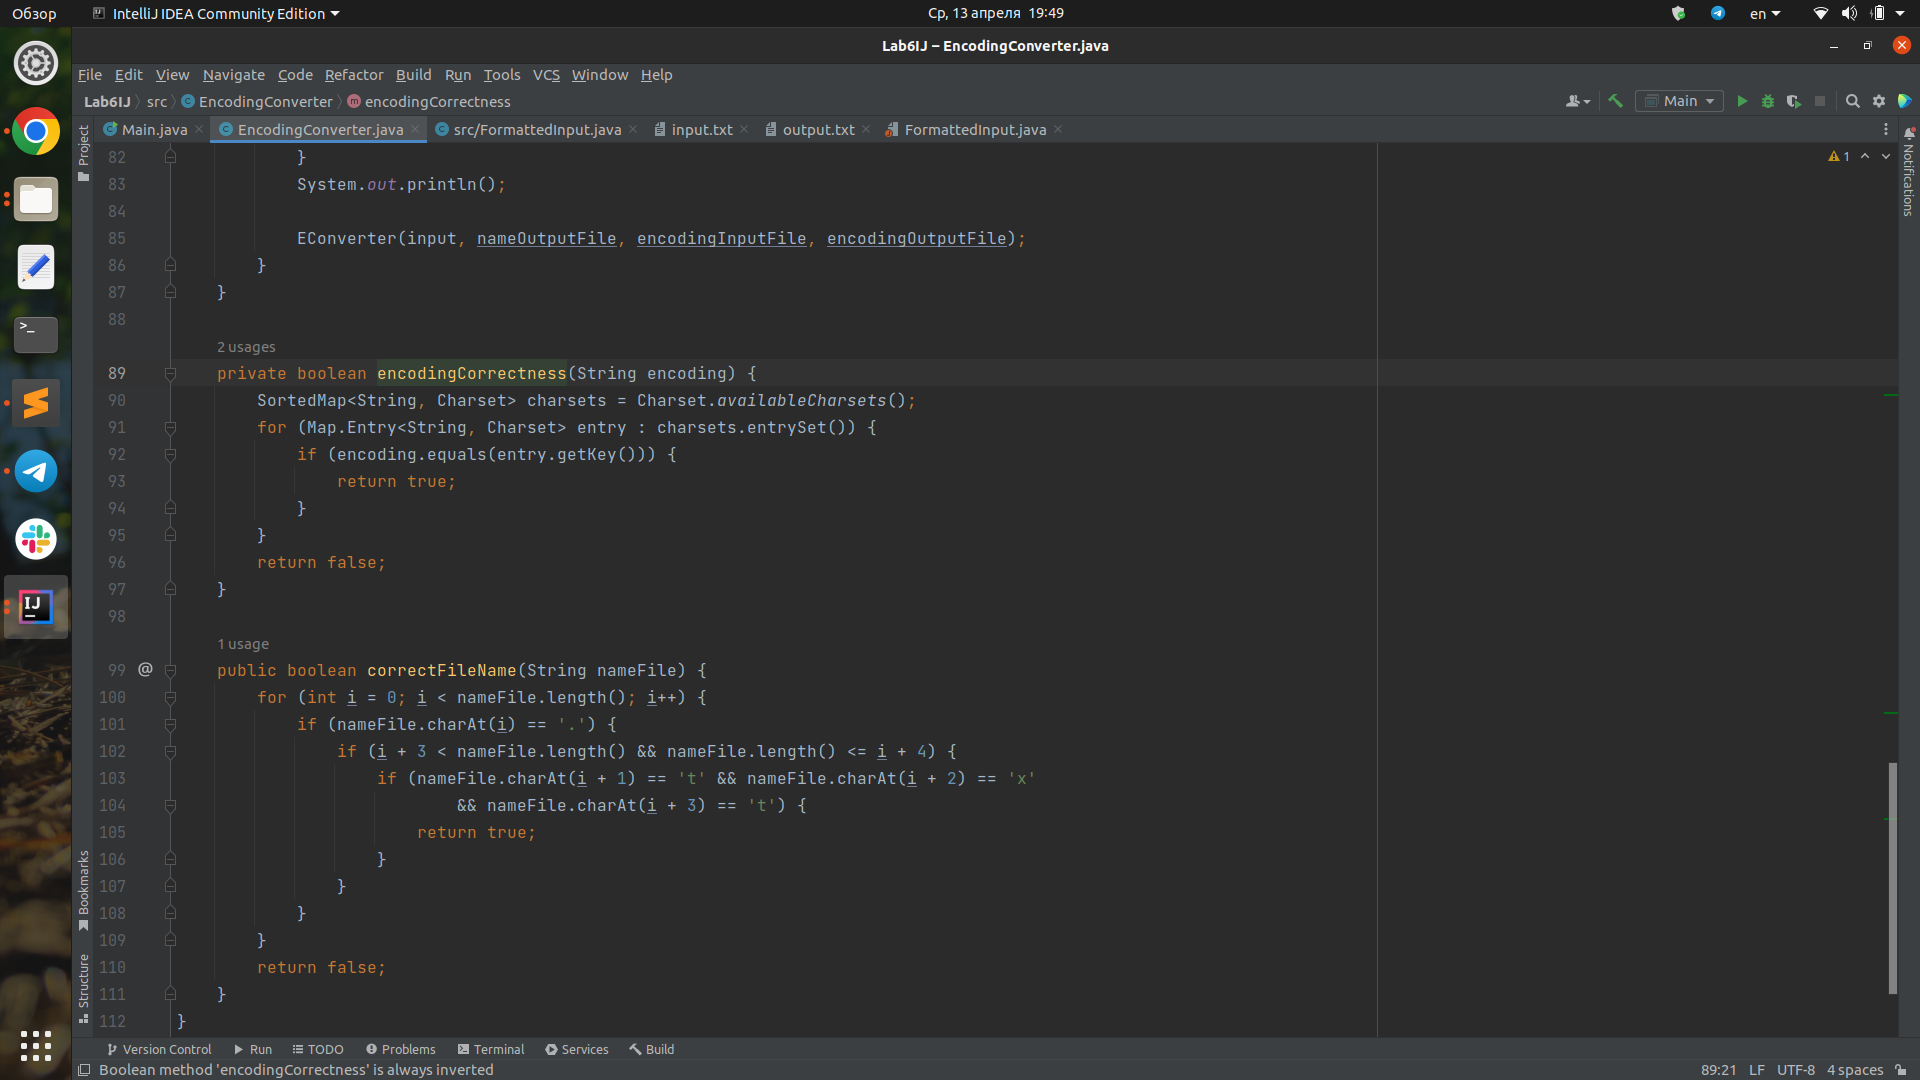 Обзор IntelliJ IDEA Community Edition Ср, 13 апреля 19:49 en
Lab6IJ – EncodingConverter.java
File Edit View Navigate Code Refactor Build Run Tools VCS Window Help
Lab6IJ src EncodingConverter encodingCorrectness Main
Main.java EncodingConverter.java src/FormattedInput.java input.txt output.txt FormattedInput.java
Project
Notifications
1
82 }
83 System.out.println();
84
85 EConverter(input, nameOutputFile, encodingInputFile, encodingOutputFile);
86 }
87 }
88
2 usages
89 private boolean encodingCorrectness(String encoding) {
90 SortedMap<String, Charset> charsets = Charset.availableCharsets();
91 for (Map.Entry<String, Charset> entry : charsets.entrySet()) {
92 if (encoding.equals(entry.getKey())) {
93 return true;
94 }
95 }
96 return false;
97 }
98
1 usage
99 @ public boolean correctFileName(String nameFile) {
100 for (int i = 0; i < nameFile.length(); i++) {
101 if (nameFile.charAt(i) == '.') {
102 if (i + 3 < nameFile.length() && nameFile.length() <= i + 4) {
103 if (nameFile.charAt(i + 1) == 't' && nameFile.charAt(i + 2) == 'x'
104 && nameFile.charAt(i + 3) == 't') {
105 return true;
106 }
107 }
108 }
109 }
110 return false;
111 }
112 }
Bookmarks
Structure
Version Control Run TODO Problems Terminal Services Build
Boolean method 'encodingCorrectness' is always inverted 89:21 LF UTF-8 4 spaces